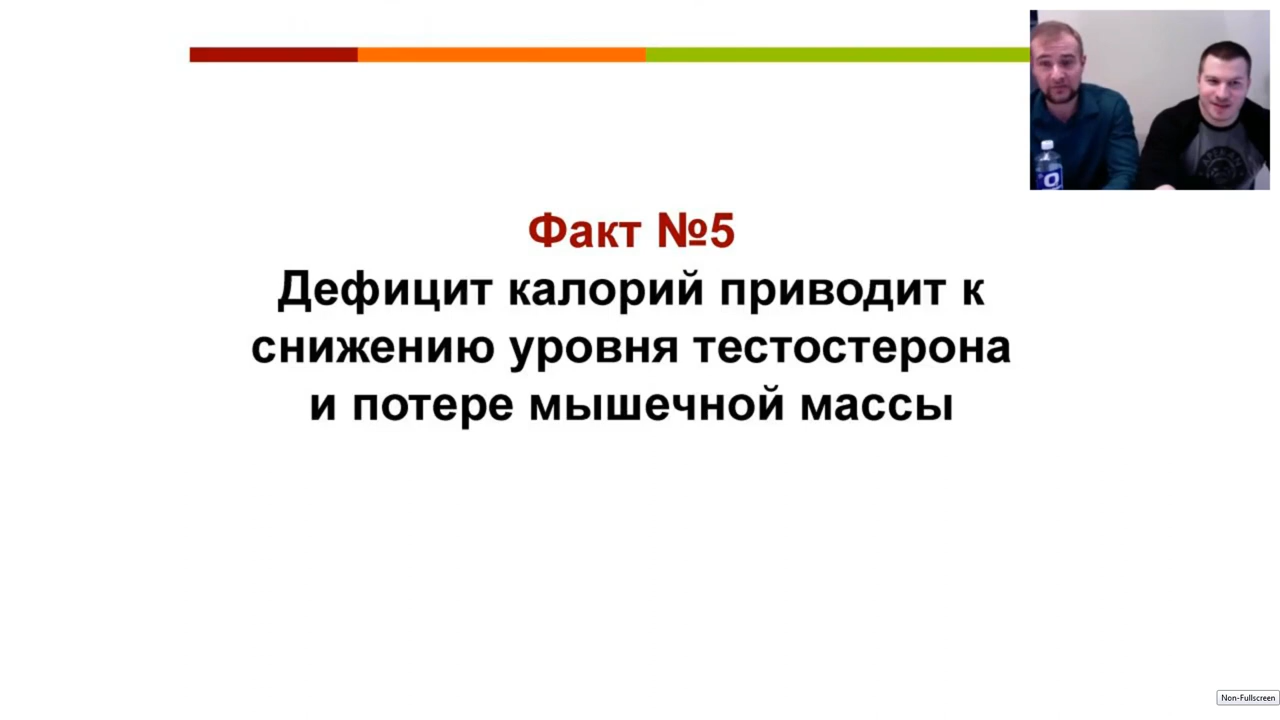 Факт №5
Дефицит калорий приводит к
снижению уровня тестостерона
и потере мышечной массы
Non-Fullscreen